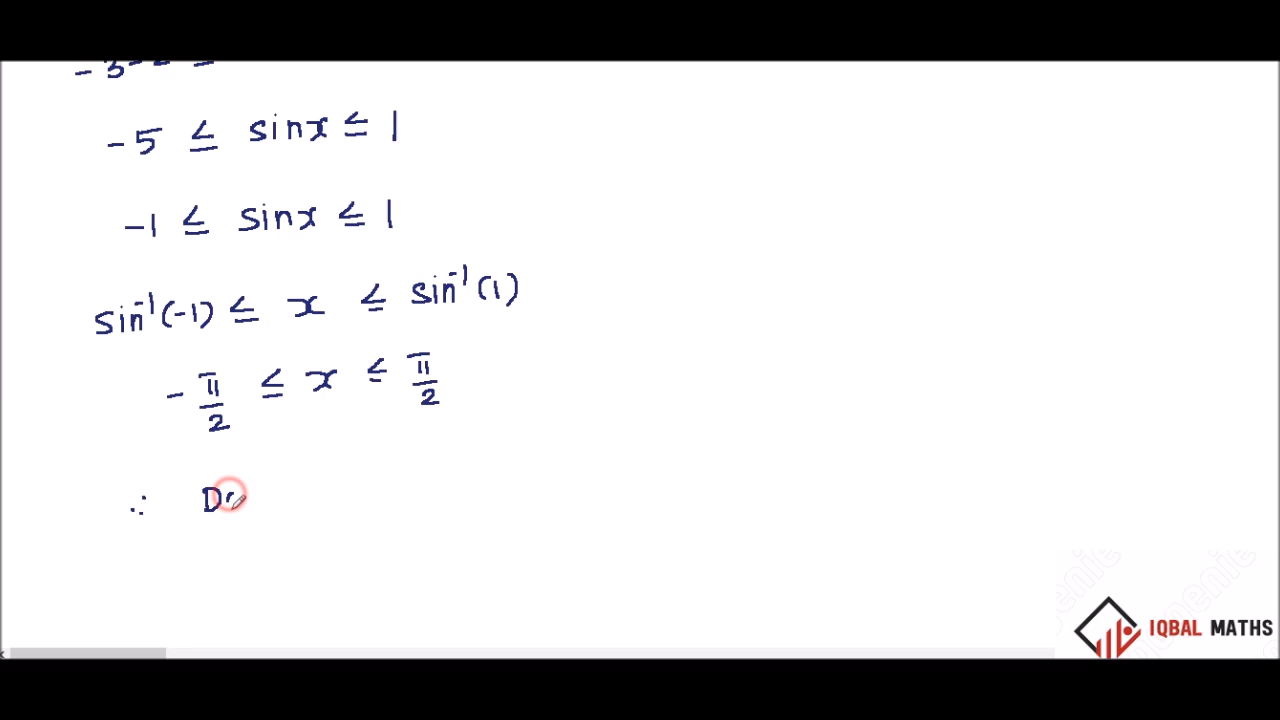 -5 ≤ sinx ≤ 1
-1 ≤ sinx ≤ 1
sin⁻¹(-1) ≤ x ≤ sin⁻¹(1)
-π/2 ≤ x ≤ π/2
∴
IQBAL MATHS